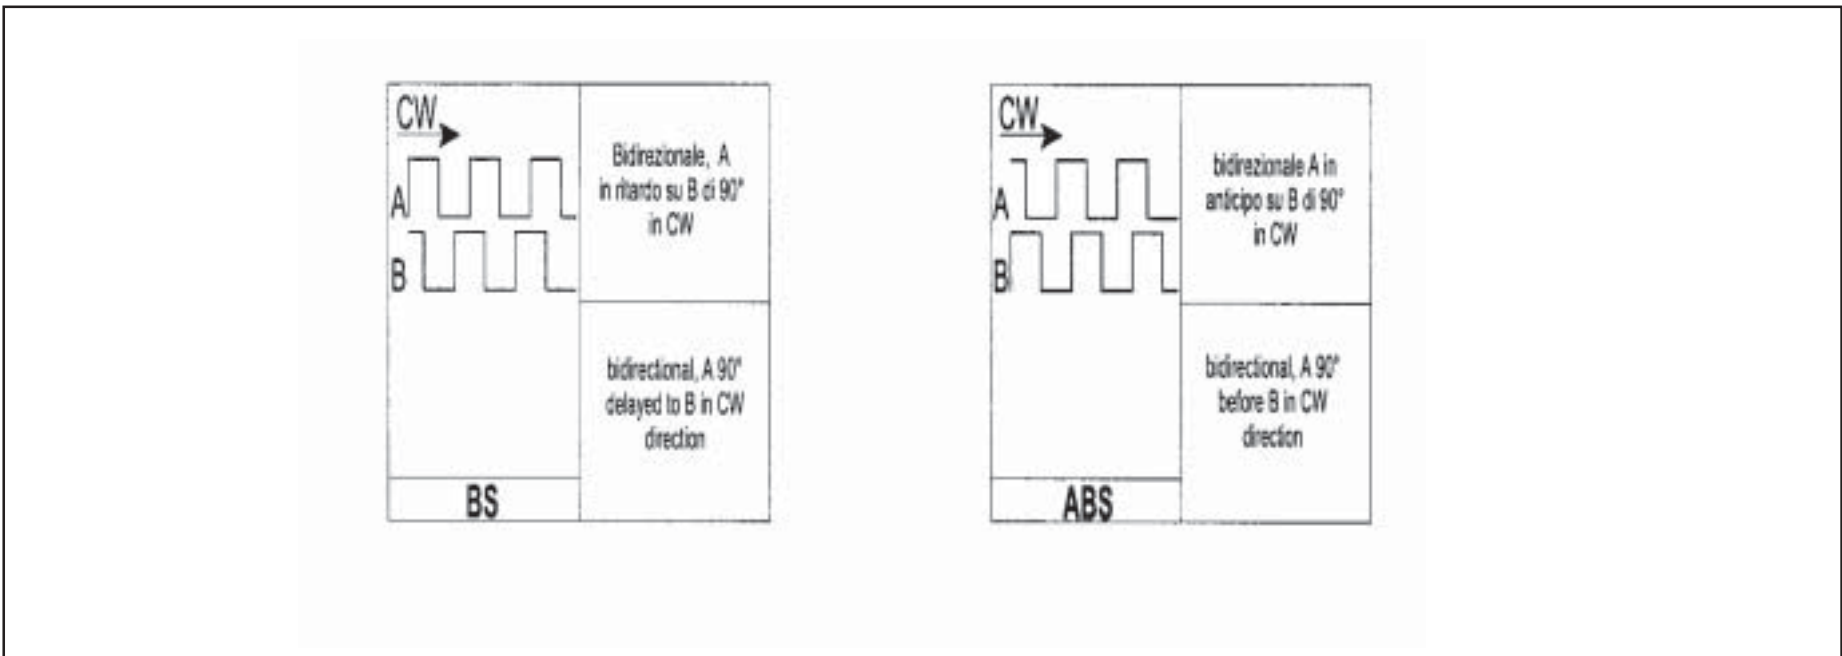 CW
A
B
Bidirezionale, A
in ritardo su B di 90°
in CW
bidirectional, A 90°
delayed to B in CW
direction
BS
CW
A
B
bidirezionale A in
anticipo su B di 90°
in CW
bidirectional, A 90°
before B in CW
direction
ABS